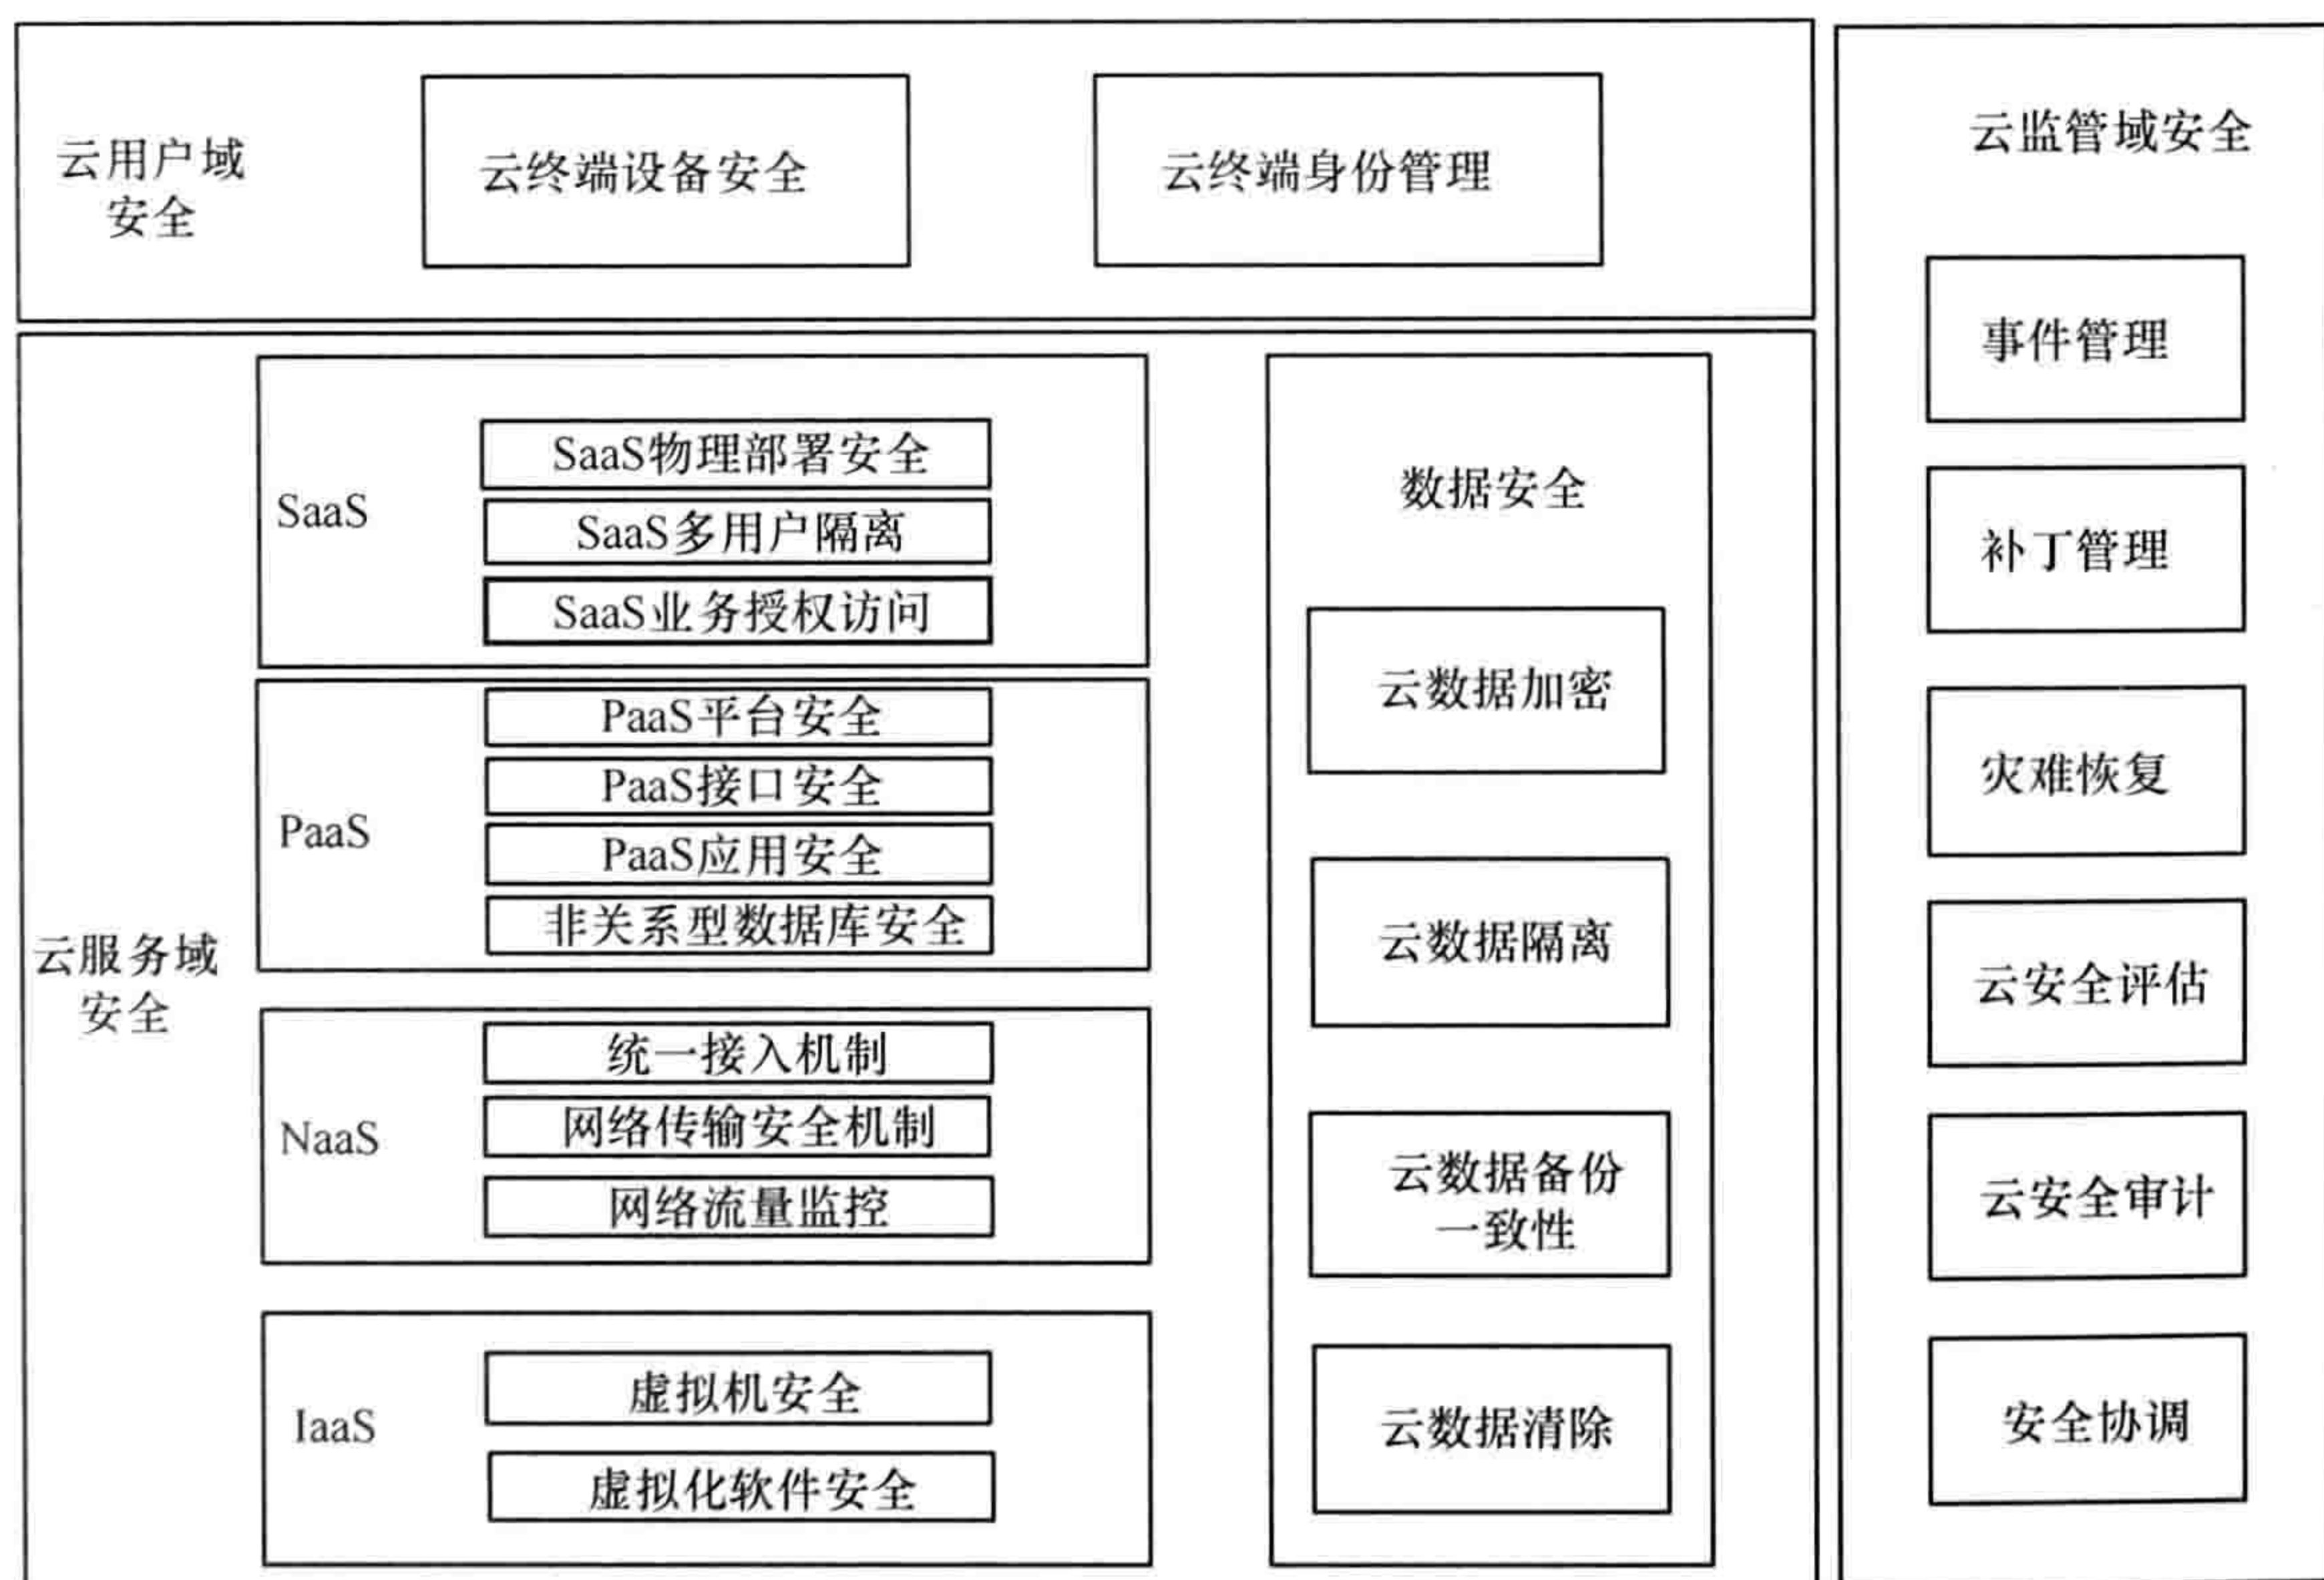 云用户域
安全
云终端设备安全
云终端身份管理
云服务域
安全
SaaS
SaaS物理部署安全
SaaS多用户隔离
SaaS业务授权访问
PaaS
PaaS平台安全
PaaS接口安全
PaaS应用安全
非关系型数据库安全
NaaS
统一接入机制
网络传输安全机制
网络流量监控
IaaS
虚拟机安全
虚拟化软件安全
数据安全
云数据加密
云数据隔离
云数据备份
一致性
云数据清除
云监管域安全
事件管理
补丁管理
灾难恢复
云安全评估
云安全审计
安全协调